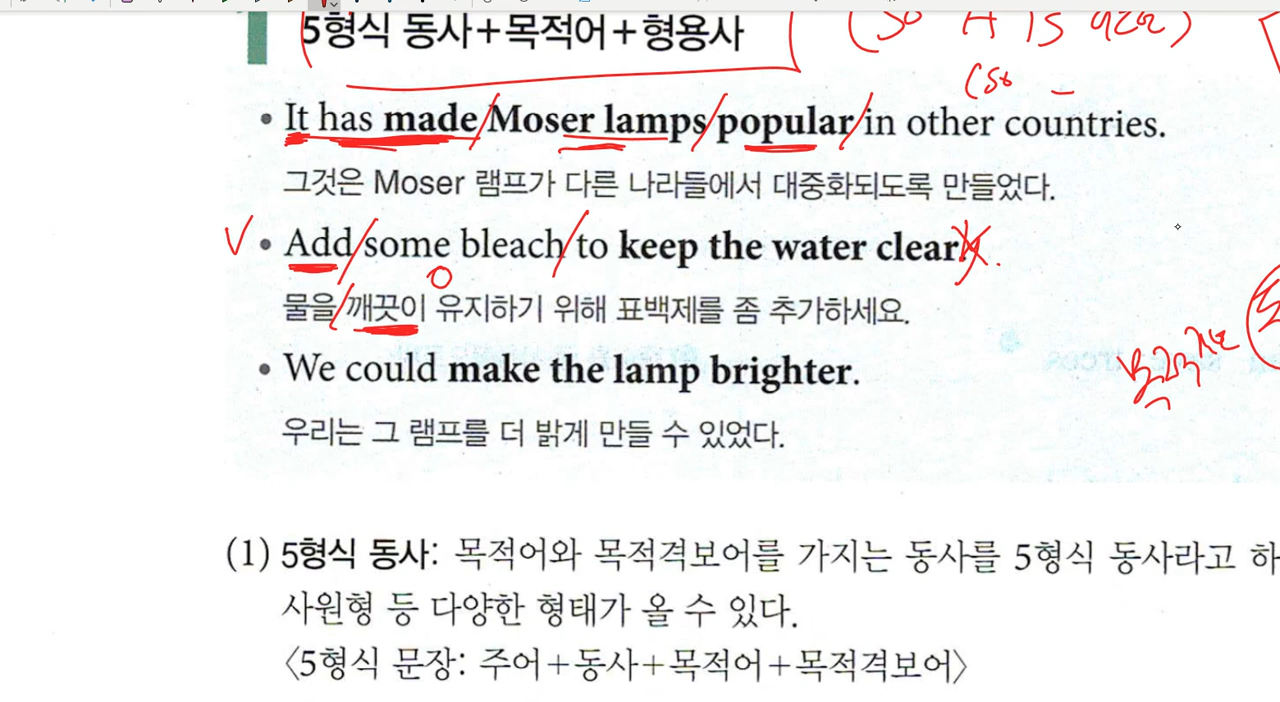 5형식 동사+목적어+형용사
• It has made Moser lamps popular in other countries.
그것은 Moser 램프가 다른 나라들에서 대중화되도록 만들었다.
• Add some bleach to keep the water clear.
물을 깨끗이 유지하기 위해 표백제를 좀 추가하세요.
• We could make the lamp brighter.
우리는 그 램프를 더 밝게 만들 수 있었다.
(1) 5형식 동사: 목적어와 목적격보어를 가지는 동사를 5형식 동사라고 하
사원형 등 다양한 형태가 올 수 있다.
〈5형식 문장: 주어+동사+목적어+목적격보어〉